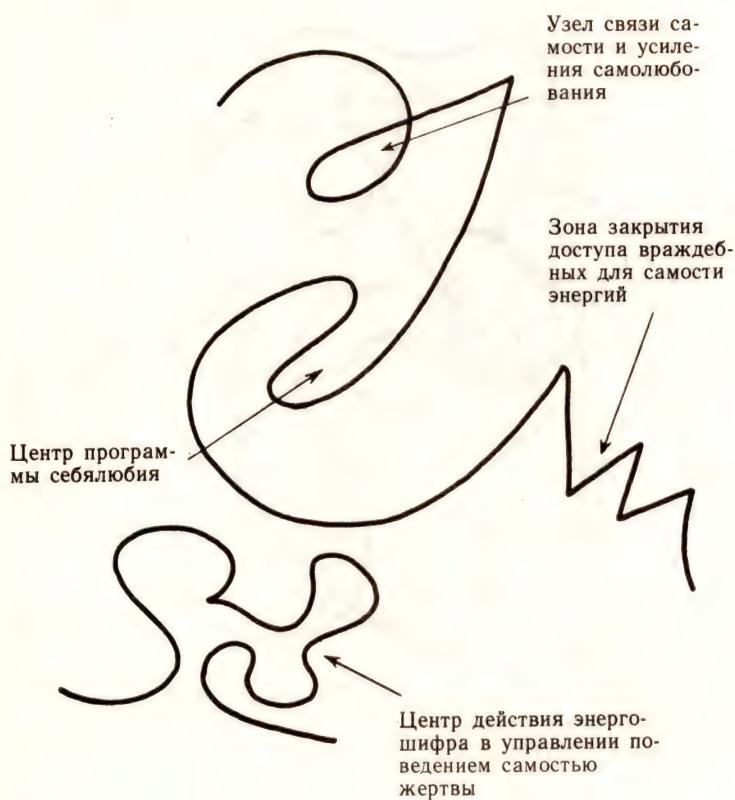 Узел связи са-
мости и усиле-
ния самолюбо-
вания
Зона закрытия
доступа враждеб-
ных для самости
энергий
Центр програм-
мы себялюбия
Центр действия энерго-
шифра в управлении по-
ведением самостью
жертвы